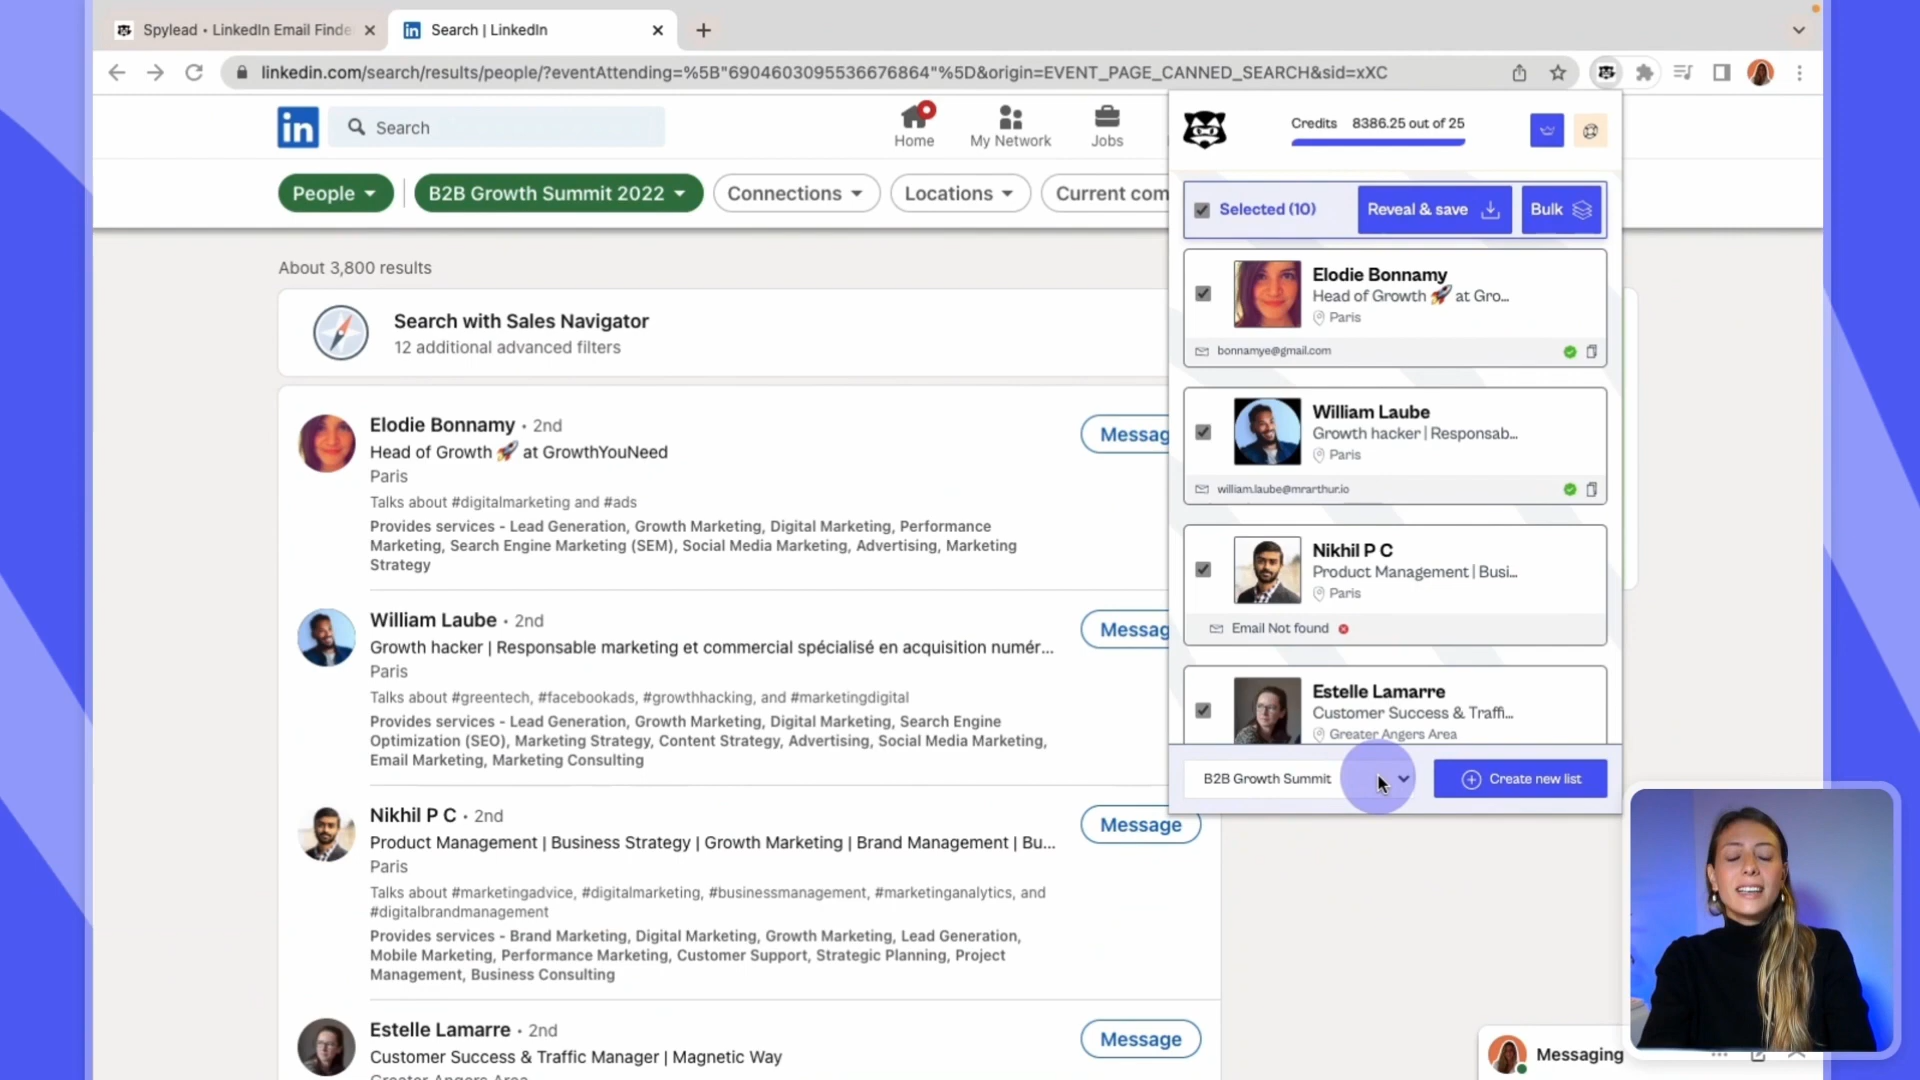 Spylead • LinkedIn Email Finde
Search | LinkedIn
linkedin.com/search/results/people/?eventAttending=%5B"6904603095536676864"%5D&origin=EVENT_PAGE_CANNED_SEARCH&sid=xXC
in
Search
Home
My Network
Jobs
People
B2B Growth Summit 2022
Connections
Locations
Current com
About 3,800 results
Search with Sales Navigator
12 additional advanced filters
Elodie Bonnamy • 2nd
Head of Growth 🚀 at GrowthYouNeed
Paris
Talks about #digitalmarketing and #ads
Provides services - Lead Generation, Growth Marketing, Digital Marketing, Performance
Marketing, Search Engine Marketing (SEM), Social Media Marketing, Advertising, Marketing
Strategy
Messag
William Laube • 2nd
Growth hacker | Responsable marketing et commercial spécialisé en acquisition numér...
Paris
Talks about #greentech, #facebookads, #growthhacking, and #marketingdigital
Provides services - Lead Generation, Growth Marketing, Digital Marketing, Search Engine
Optimization (SEO), Marketing Strategy, Content Strategy, Advertising, Social Media Marketing,
Email Marketing, Marketing Consulting
Messag
Nikhil P C • 2nd
Product Management | Business Strategy | Growth Marketing | Brand Management | Bu...
Paris
Talks about #marketingadvice, #digitalmarketing, #businessmanagement, #marketinganalytics, and
#digitalbrandmanagement
Provides services - Brand Marketing, Digital Marketing, Growth Marketing, Lead Generation,
Mobile Marketing, Performance Marketing, Customer Support, Strategic Planning, Project
Management, Business Consulting
Message
Estelle Lamarre • 2nd
Customer Success & Traffic Manager | Magnetic Way
Greater Angers Area
Message
Credits 8386.25 out of 25
Selected (10)
Reveal & save
Bulk
Elodie Bonnamy
Head of Growth 🚀 at Gro...
Paris
bonnamye@gmail.com
William Laube
Growth hacker | Responsab...
Paris
william.laube@mrarthur.io
Nikhil P C
Product Management | Busi...
Paris
Email Not found
Estelle Lamarre
Customer Success & Traffi...
Greater Angers Area
B2B Growth Summit
Create new list
Messaging